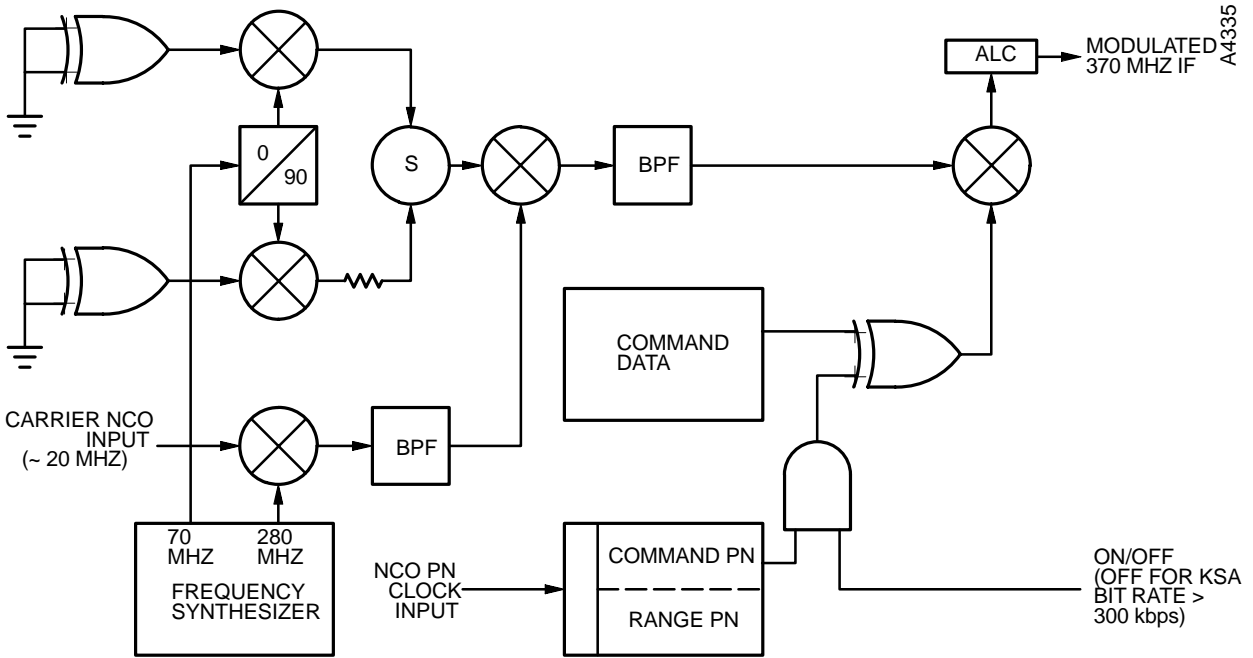 A4335
ALC
MODULATED
370 MHZ IF
0
90
S
BPF
COMMAND
DATA
CARRIER NCO
INPUT
(~ 20 MHZ)
BPF
70
MHZ
280
MHZ
FREQUENCY
SYNTHESIZER
NCO PN
CLOCK
INPUT
COMMAND PN
RANGE PN
ON/OFF
(OFF FOR KSA
BIT RATE >
300 kbps)